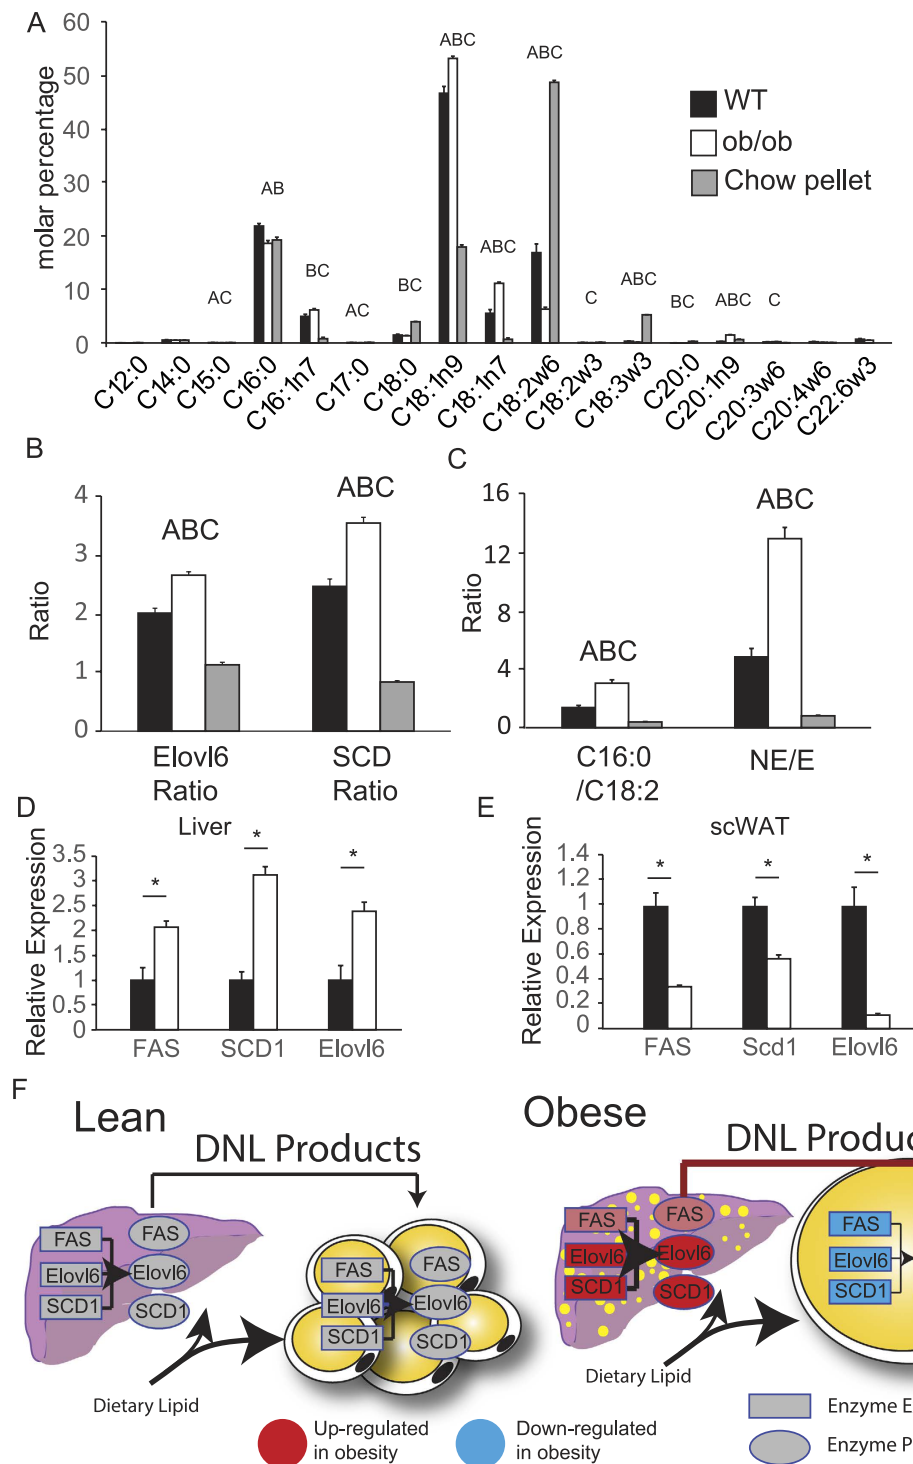 A
60
50
40
30
20
10
0
molar percentage
AC
AB
BC
AC
BC
ABC
ABC
ABC
C
ABC
BC
ABC
C
WT
ob/ob
Chow pellet
C12:0
C14:0
C15:0
C16:0
C16:1n7
C17:0
C18:0
C18:1n9
C18:1n7
C18:2w6
C18:2w3
C18:3w3
C20:0
C20:1n9
C20:3w6
C20:4w6
C22:6w3
B
4
3
2
1
0
Ratio
ABC
ABC
Elovl6
Ratio
SCD
Ratio
C
16
12
8
4
0
Ratio
ABC
ABC
C16:0
/C18:2
NE/E
D
Liver
3.5
3
2.5
2
1.5
1
0.5
0
Relative Expression
*
*
*
FAS
SCD1
Elovl6
E
scWAT
1.4
1.2
1
0.8
0.6
0.4
0.2
0
Relative Expression
*
*
*
FAS
Scd1
Elovl6
F
Lean
DNL Products
FAS
Elovl6
SCD1
FAS
Elovl6
SCD1
FAS
Elovl6
SCD1
FAS
Elovl6
SCD1
Dietary Lipid
Obese
DNL Produc
FAS
Elovl6
SCD1
FAS
Elovl6
SCD1
FAS
Elovl6
SCD1
Dietary Lipid
Up-regulated
in obesity
Down-regulated
in obesity
Enzyme E
Enzyme P